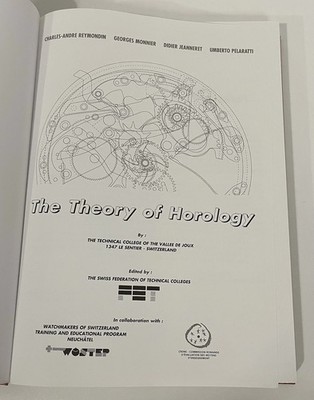 CHARLES-ANDRE REYMONDIN GEORGES MONNIER DIDIER JEANNERET UMBERTO PELARATTI
The Theory of Horology
By :
THE TECHNICAL COLLEGE OF THE VALLEE DE JOUX
1347 LE SENTIER - SWITZERLAND
Edited by :
THE SWISS FEDERATION OF TECHNICAL COLLEGES
In collaboration with :
WATCHMAKERS OF SWITZERLAND
TRAINING AND EDUCATIONAL PROGRAM
NEUCHÂTEL
WOSTEP